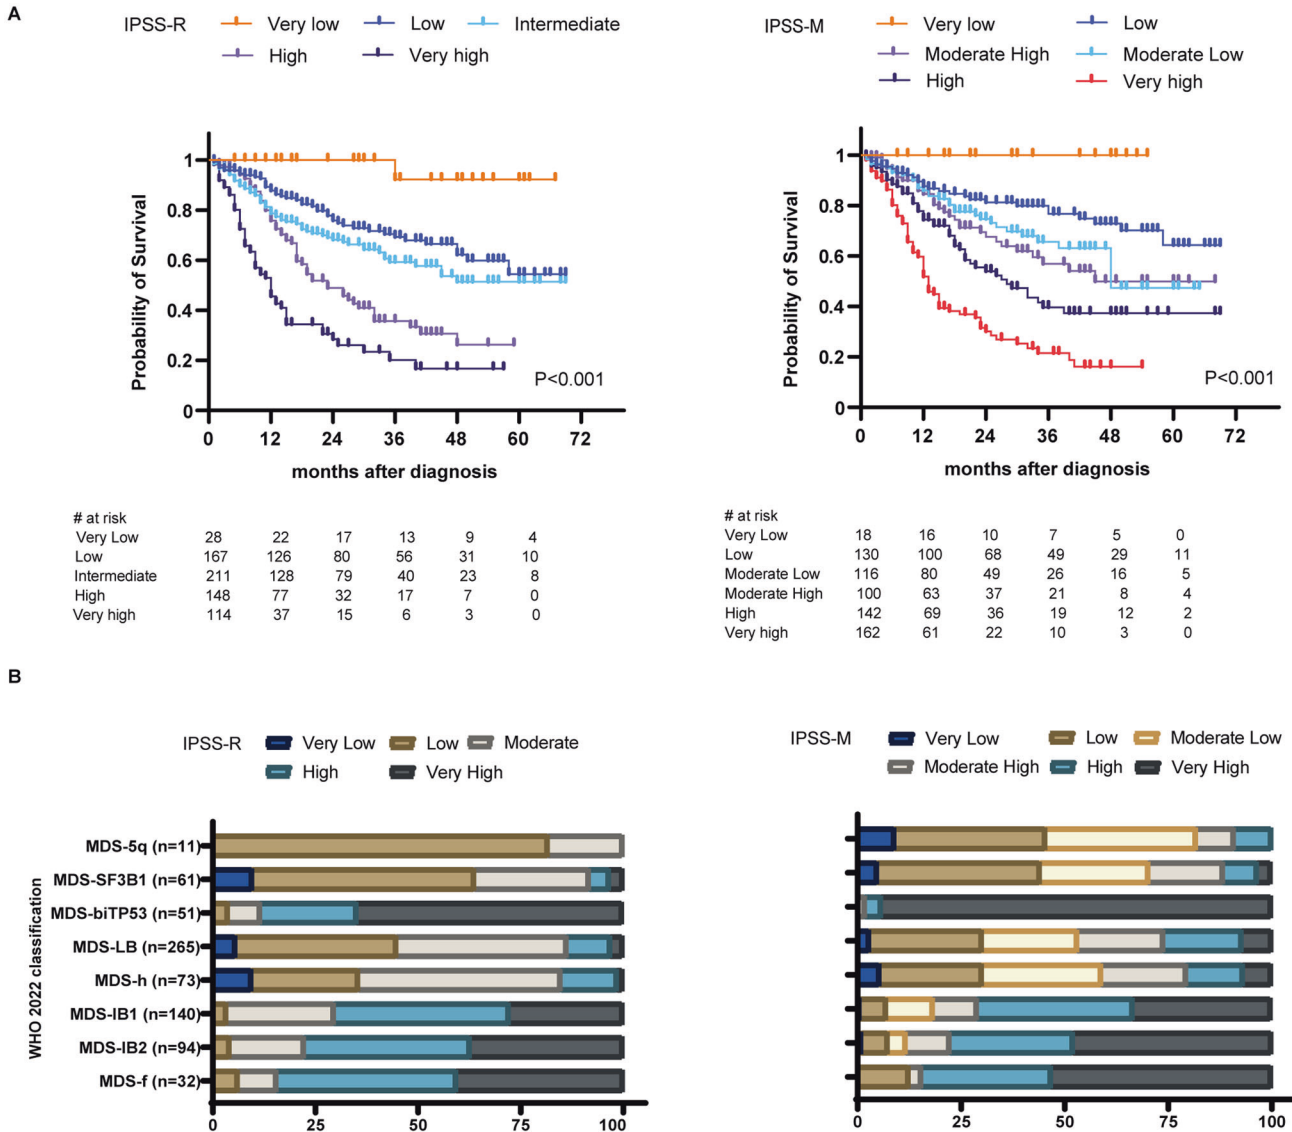 A
IPSS-R Very low Low Intermediate
High Very high
Probability of Survival
1
0.8
0.6
0.4
0.2
0
P<0.001
0 12 24 36 48 60 72
months after diagnosis
# at risk
Very Low 28 22 17 13 9 4
Low 167 126 80 56 31 10
Intermediate 211 128 79 40 23 8
High 148 77 32 17 7 0
Very high 114 37 15 6 3 0
IPSS-M Very low Low
Moderate High Moderate Low
High Very high
Probability of Survival
1
0.8
0.6
0.4
0.2
0
P<0.001
0 12 24 36 48 60 72
months after diagnosis
# at risk
Very Low 18 16 10 7 5 0
Low 130 100 68 49 29 11
Moderate Low 116 80 49 26 16 5
Moderate High 100 63 37 21 8 4
High 142 69 36 19 12 2
Very high 162 61 22 10 3 0
B
IPSS-R Very Low Low Moderate
High Very High
WHO 2022 classification
MDS-5q (n=11)
MDS-SF3B1 (n=61)
MDS-biTP53 (n=51)
MDS-LB (n=265)
MDS-h (n=73)
MDS-IB1 (n=140)
MDS-IB2 (n=94)
MDS-f (n=32)
0 25 50 75 100
IPSS-M Very Low Low Moderate Low
Moderate High High Very High
0 25 50 75 100